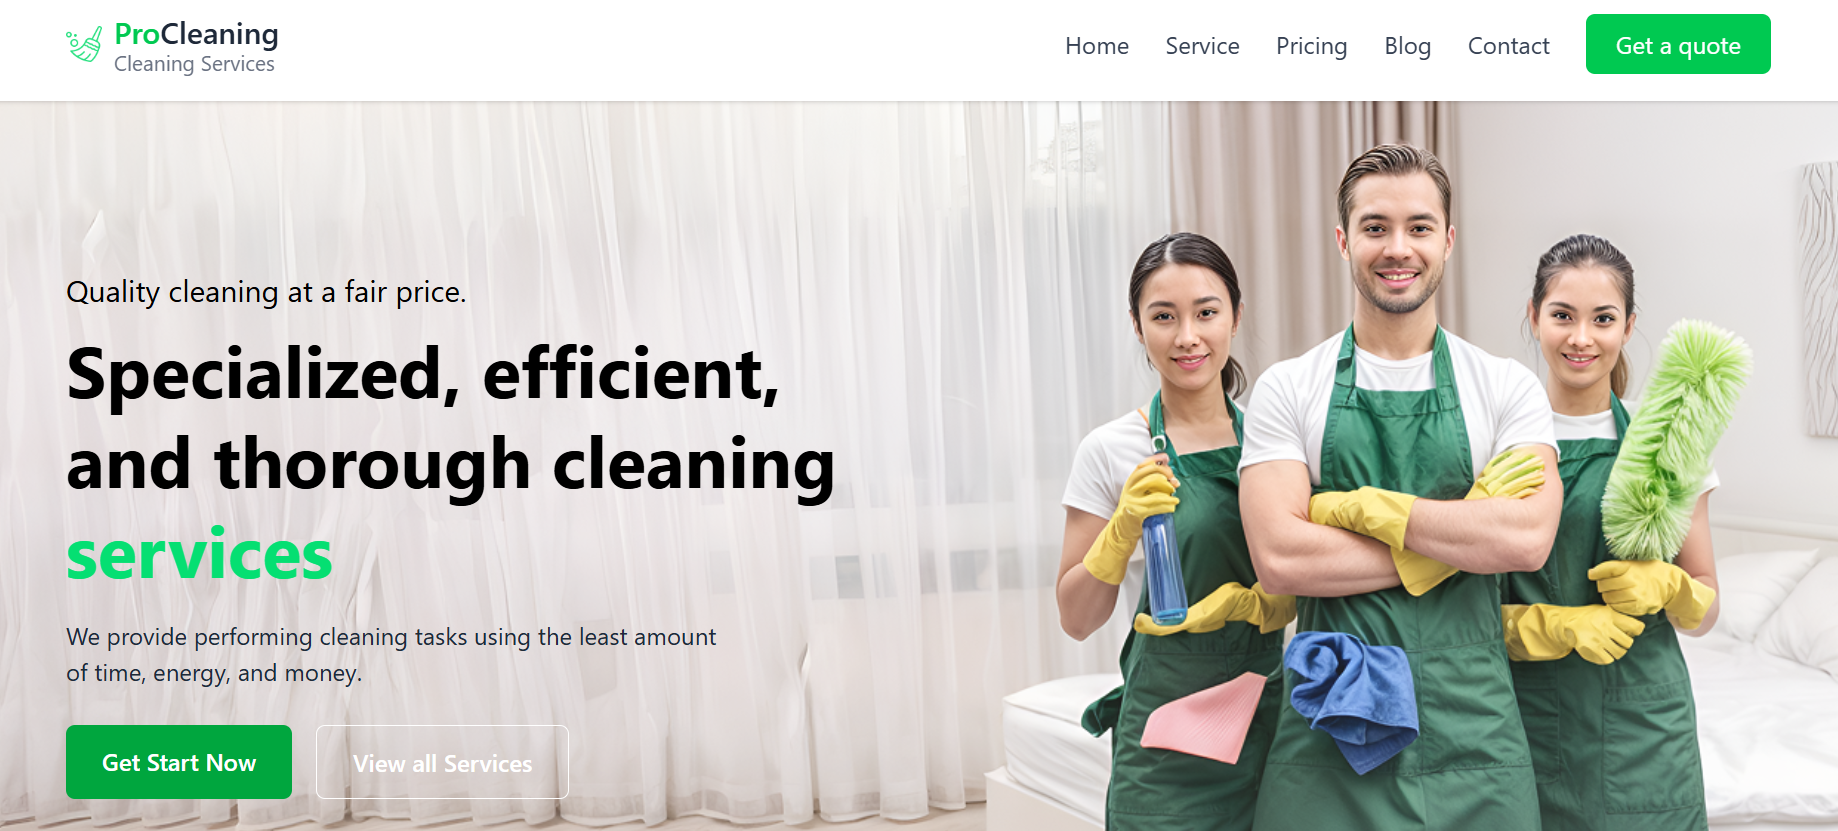 ProCleaning
Cleaning Services
Home Service Pricing Blog Contact Get a quote
Quality cleaning at a fair price.
Specialized, efficient,
and thorough cleaning
services
We provide performing cleaning tasks using the least amount
of time, energy, and money.
Get Start Now View all Services